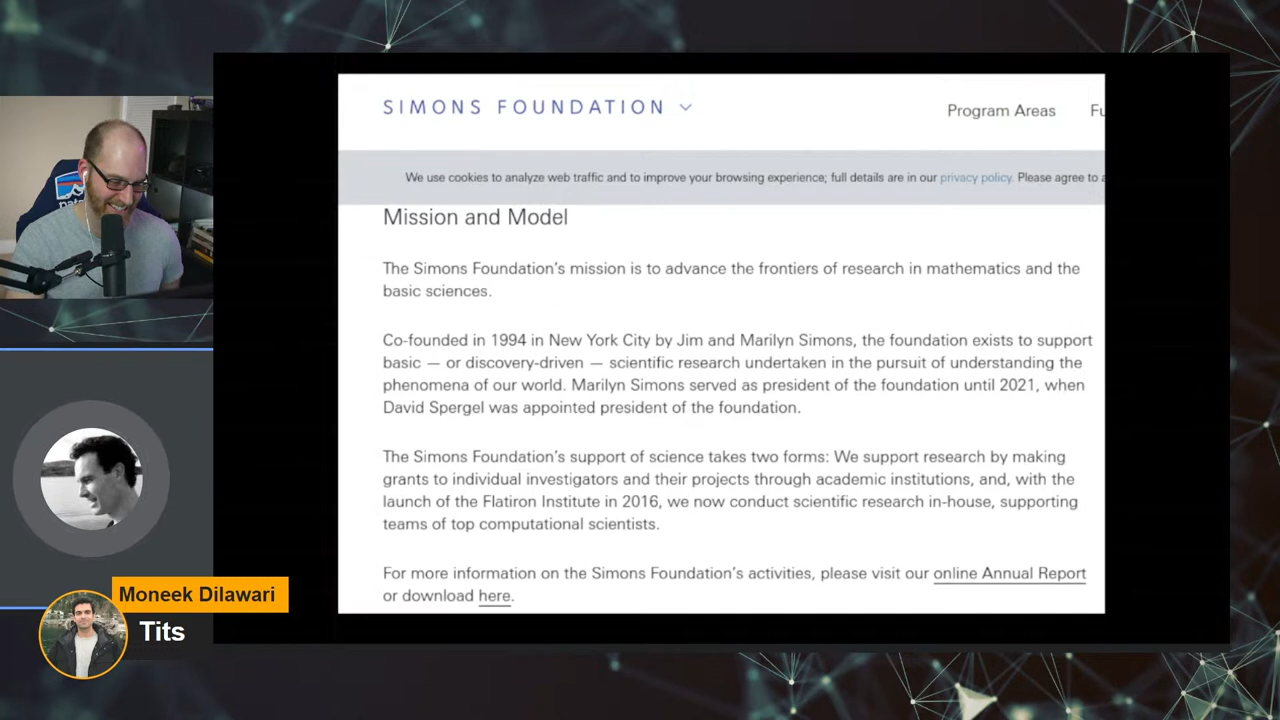 SIMONS FOUNDATION
Program Areas
Fu
We use cookies to analyze web traffic and to improve your browsing experience; full details are in our privacy policy. Please agree to a
Mission and Model
The Simons Foundation's mission is to advance the frontiers of research in mathematics and the
basic sciences.
Co-founded in 1994 in New York City by Jim and Marilyn Simons, the foundation exists to support
basic — or discovery-driven — scientific research undertaken in the pursuit of understanding the
phenomena of our world. Marilyn Simons served as president of the foundation until 2021, when
David Spergel was appointed president of the foundation.
The Simons Foundation's support of science takes two forms: We support research by making
grants to individual investigators and their projects through academic institutions, and, with the
launch of the Flatiron Institute in 2016, we now conduct scientific research in-house, supporting
teams of top computational scientists.
For more information on the Simons Foundation's activities, please visit our online Annual Report
or download here.
Moneek Dilawari
Tits